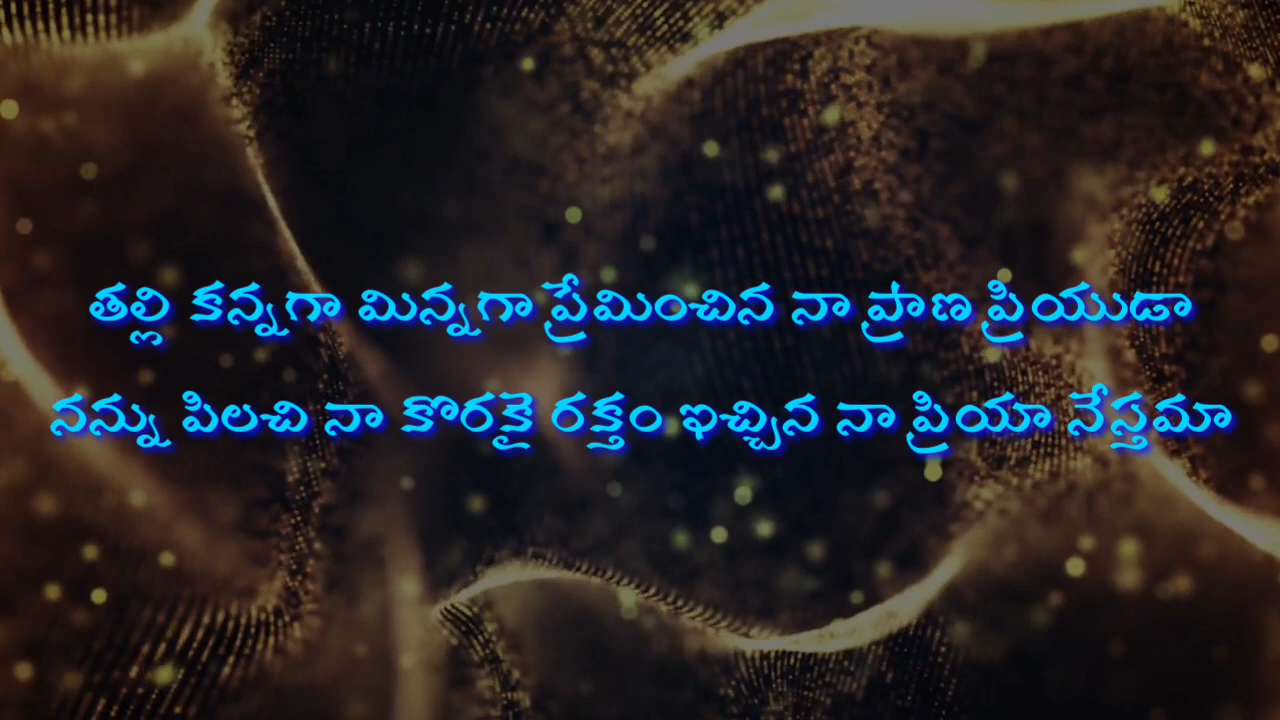 తల్లి కన్నగా మిన్నగా ప్రేమించిన నా ప్రాణ ప్రియుడా
నన్ను పిలచి నా కొరకై రక్తం ఇచ్చిన నా ప్రియా నేస్తమా